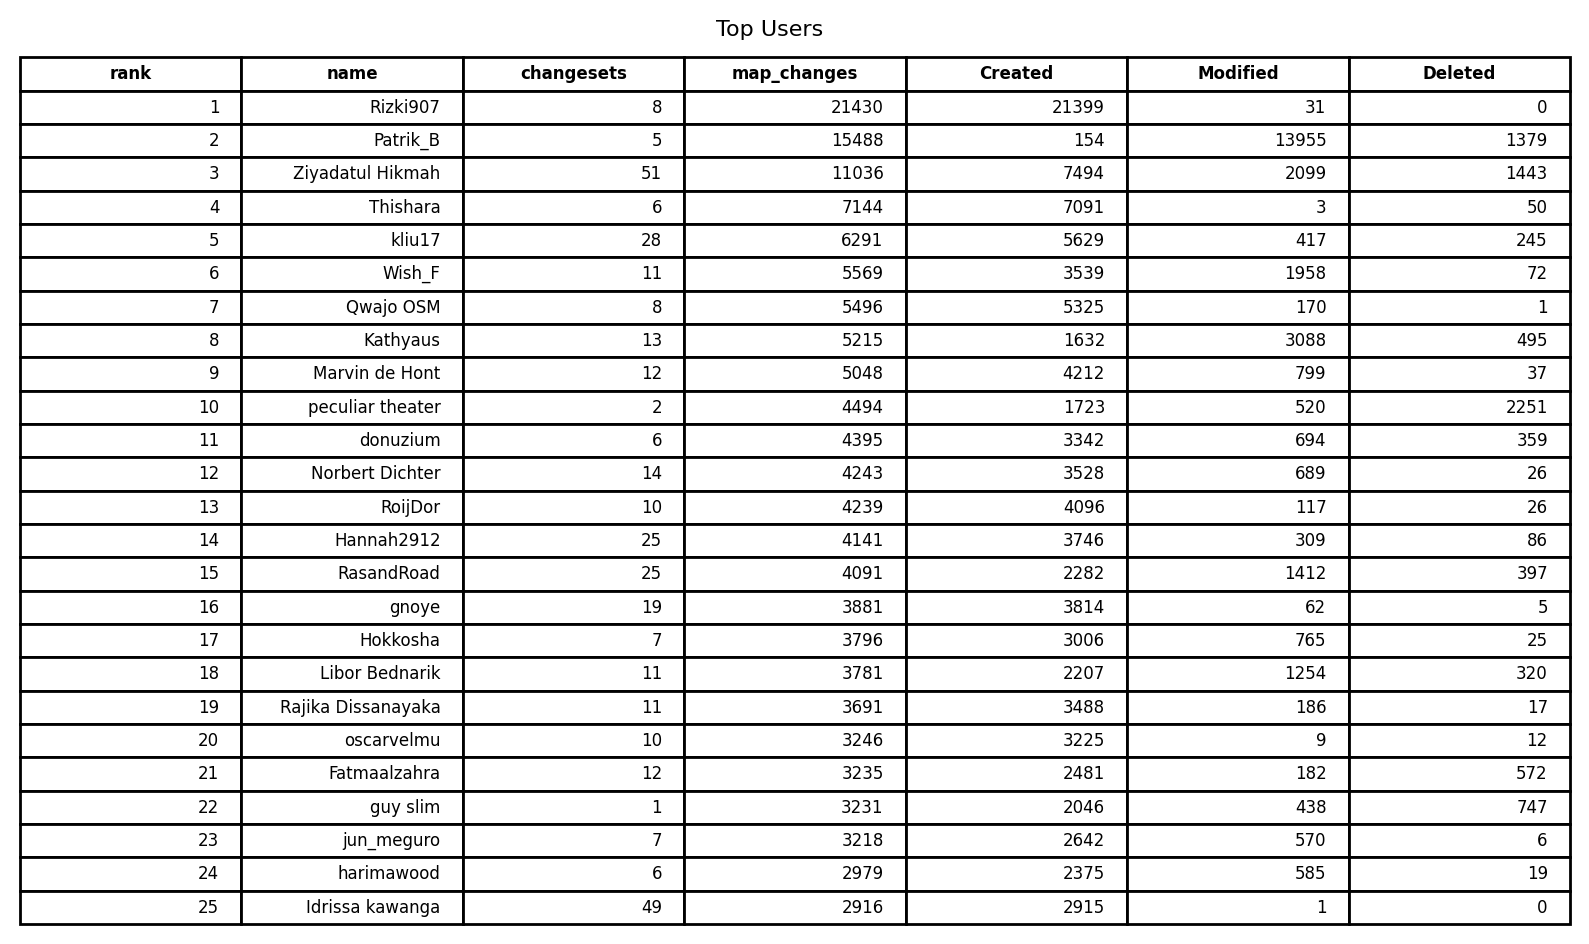 Top Users
rank name changesets map_changes Created Modified Deleted
1 Rizki907 8 21430 21399 31 0
2 Patrik_B 5 15488 154 13955 1379
3 Ziyadatul Hikmah 51 11036 7494 2099 1443
4 Thishara 6 7144 7091 3 50
5 kliu17 28 6291 5629 417 245
6 Wish_F 11 5569 3539 1958 72
7 Qwajo OSM 8 5496 5325 170 1
8 Kathyaus 13 5215 1632 3088 495
9 Marvin de Hont 12 5048 4212 799 37
10 peculiar theater 2 4494 1723 520 2251
11 donuzium 6 4395 3342 694 359
12 Norbert Dichter 14 4243 3528 689 26
13 RoijDor 10 4239 4096 117 26
14 Hannah2912 25 4141 3746 309 86
15 RasandRoad 25 4091 2282 1412 397
16 gnoye 19 3881 3814 62 5
17 Hokkosha 7 3796 3006 765 25
18 Libor Bednarik 11 3781 2207 1254 320
19 Rajika Dissanayaka 11 3691 3488 186 17
20 oscarvelmu 10 3246 3225 9 12
21 Fatmaalzahra 12 3235 2481 182 572
22 guy slim 1 3231 2046 438 747
23 jun_meguro 7 3218 2642 570 6
24 harimawood 6 2979 2375 585 19
25 Idrissa kawanga 49 2916 2915 1 0